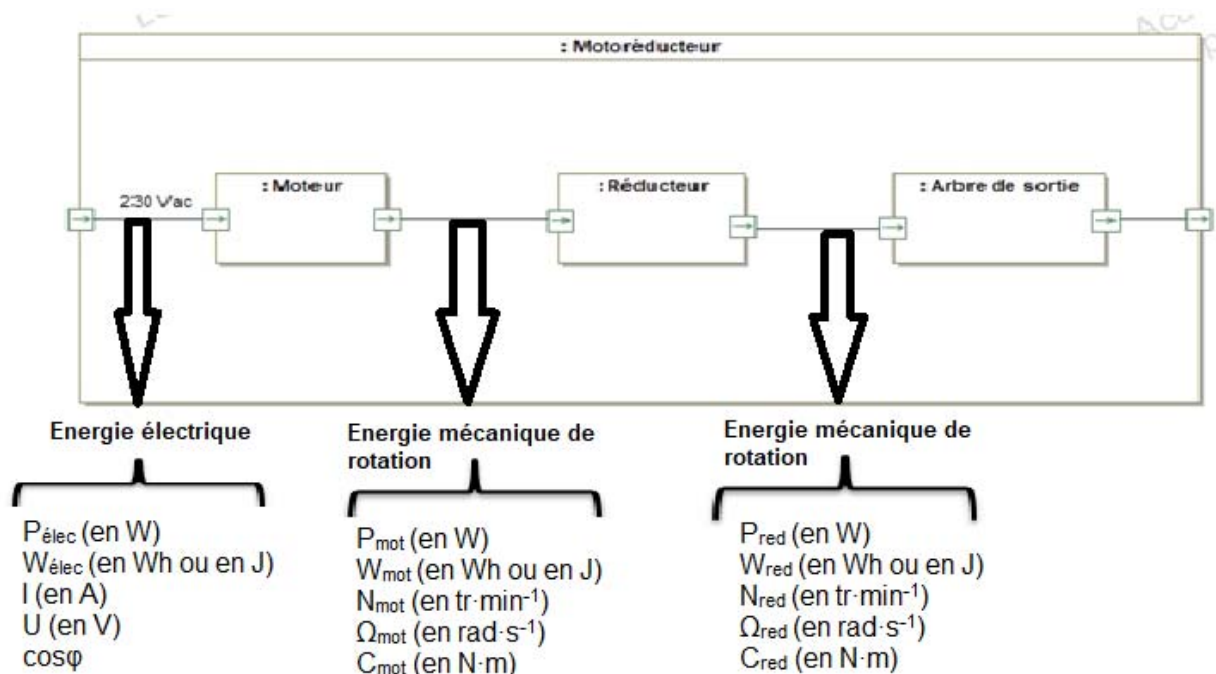 : Motoréducteur
230 Vac
: Moteur
: Réducteur
: Arbre de sortie
Energie électrique
Pélec (en W)
Wélec (en Wh ou en J)
I (en A)
U (en V)
cosφ
Energie mécanique de
rotation
Pmot (en W)
Wmot (en Wh ou en J)
Nmot (en tr·min-1)
Ωmot (en rad·s-1)
Cmot (en N·m)
Energie mécanique de
rotation
Pred (en W)
Wred (en Wh ou en J)
Nred (en tr·min-1)
Ωred (en rad·s-1)
Cred (en N·m)